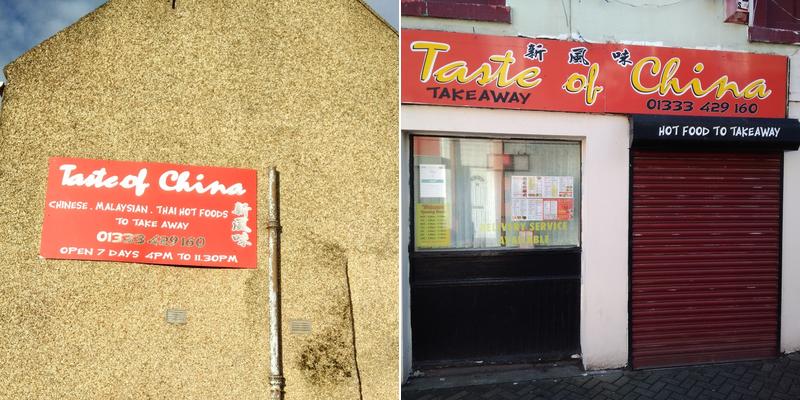 Taste of China
CHINESE . MALAYSIAN . THAI HOT FOODS
TO TAKE AWAY
01333 429160
OPEN 7 DAYS 4PM TO 11.30PM
新風味
新風味
Taste of China
TAKEAWAY
01333 429 160
HOT FOOD TO TAKEAWAY
DELIVERY SERVICE
AVAILABLE